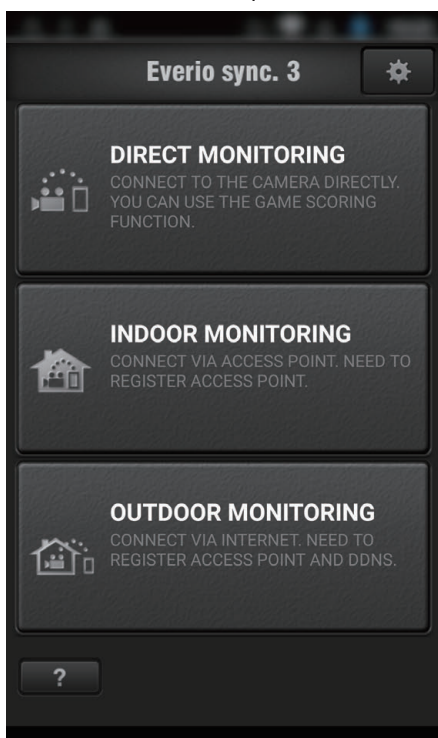 Everio sync. 3
DIRECT MONITORING
CONNECT TO THE CAMERA DIRECTLY.
YOU CAN USE THE GAME SCORING
FUNCTION.
INDOOR MONITORING
CONNECT VIA ACCESS POINT. NEED TO
REGISTER ACCESS POINT.
OUTDOOR MONITORING
CONNECT VIA INTERNET. NEED TO
REGISTER ACCESS POINT AND DDNS.
?